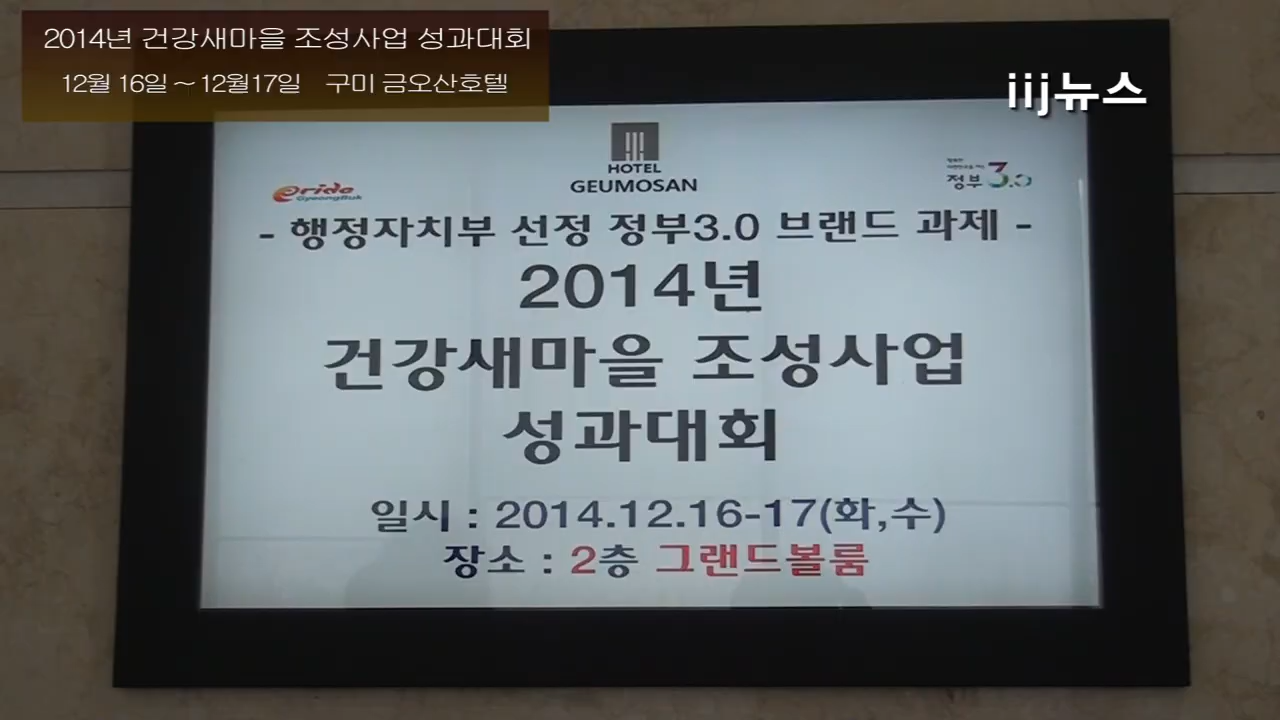 2014년 건강새마을 조성사업 성과대회
12월 16일 ~ 12월17일 구미 금오산호텔
iij뉴스
HOTEL
GEUMOSAN
pride
GyeongBuk
정부3.0
- 행정자치부 선정 정부3.0 브랜드 과제 -
2014년
건강새마을 조성사업
성과대회
일시 : 2014.12.16-17(화,수)
장소 : 2층 그랜드볼룸